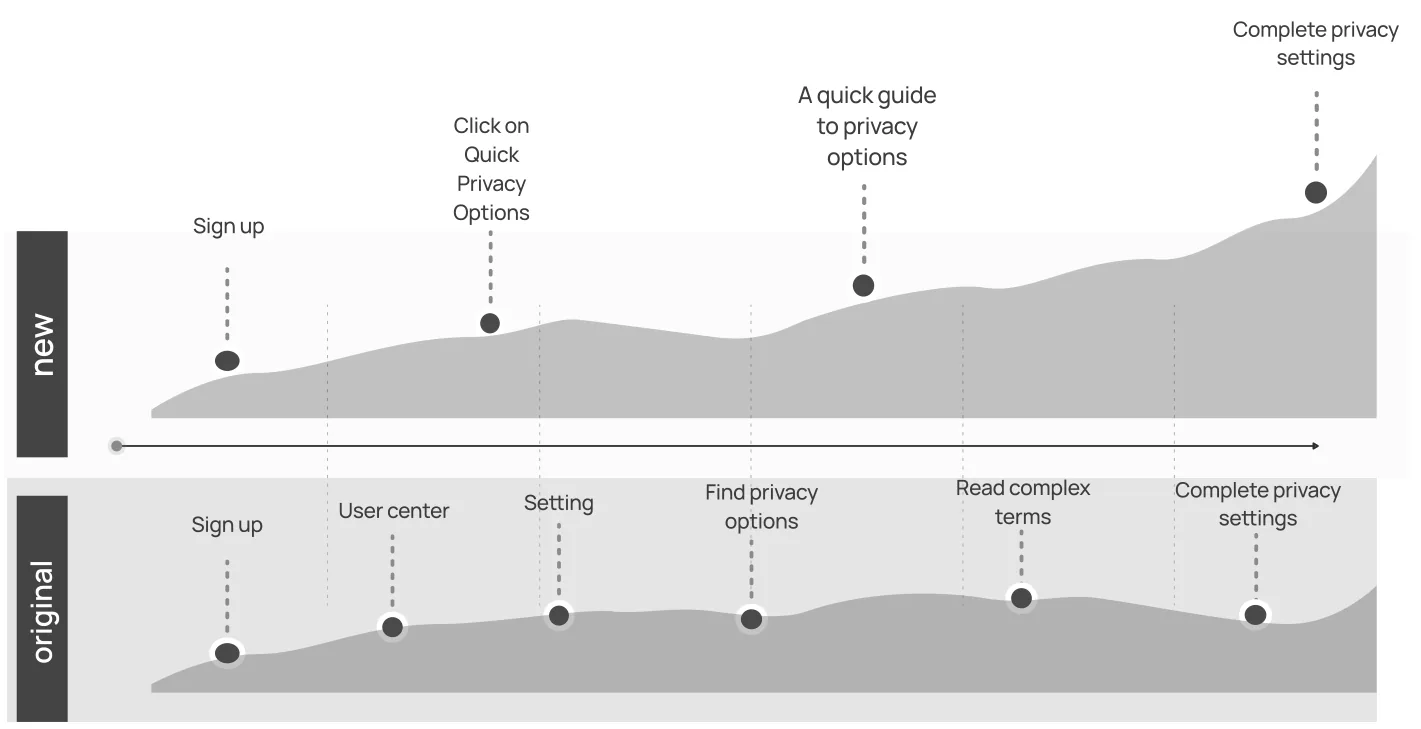 Complete privacy
settings
A quick guide
to privacy
options
Click on
Quick
Privacy
Options
Sign up
new
Sign up
User center
Setting
Find privacy
options
Read complex
terms
Complete privacy
settings
original